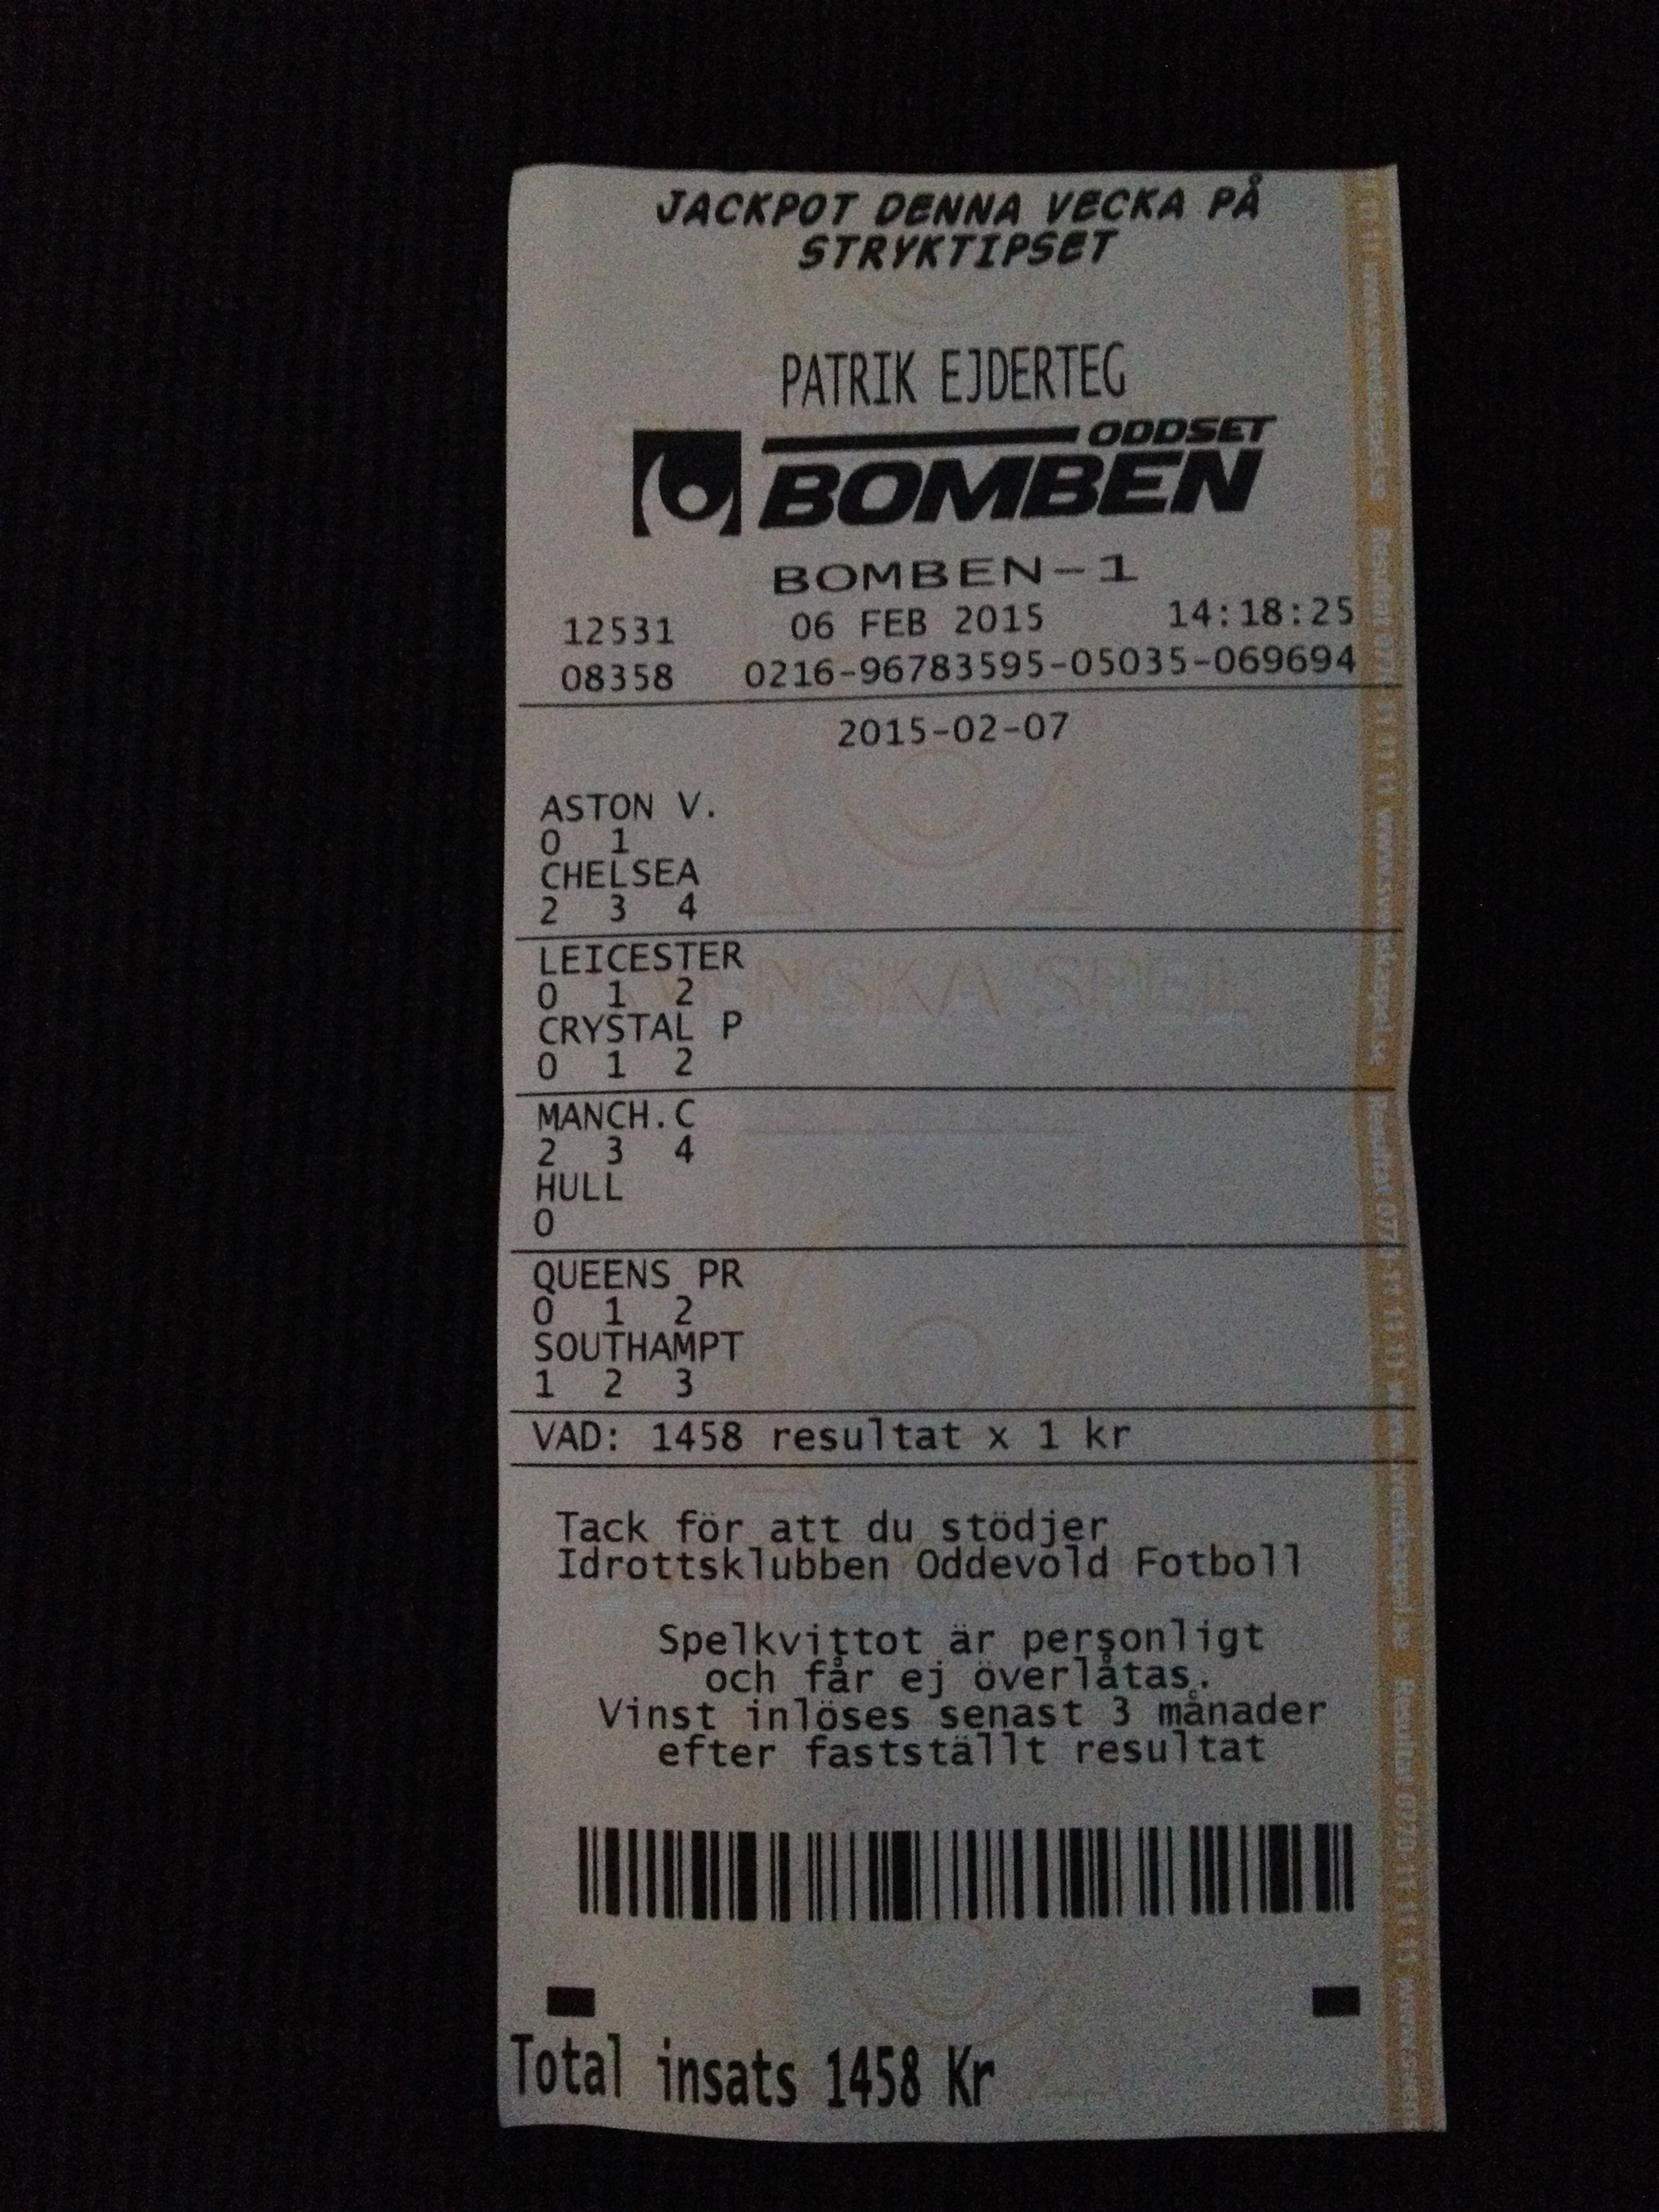 JACKPOT DENNA VECKA PÅ
STRYKTIPSET
PATRIK EJDERTEG
ODDSET
BOMBEN
BOMBEN-1
12531 06 FEB 2015 14:18:25
08358 0216-96783595-05035-069694
2015-02-07
ASTON V.
0 1
CHELSEA
2 3 4
LEICESTER
0 1 2
CRYSTAL P
0 1 2
MANCH.C
2 3 4
HULL
0
QUEENS PR
0 1 2
SOUTHAMPT
1 2 3
VAD: 1458 resultat x 1 kr
Tack för att du stödjer
Idrottsklubben Oddevold Fotboll
Spelkvittot är personligt
och får ej överlåtas.
Vinst inlöses senast 3 månader
efter fastställt resultat
Total insats 1458 Kr
SVENSKA SPEL